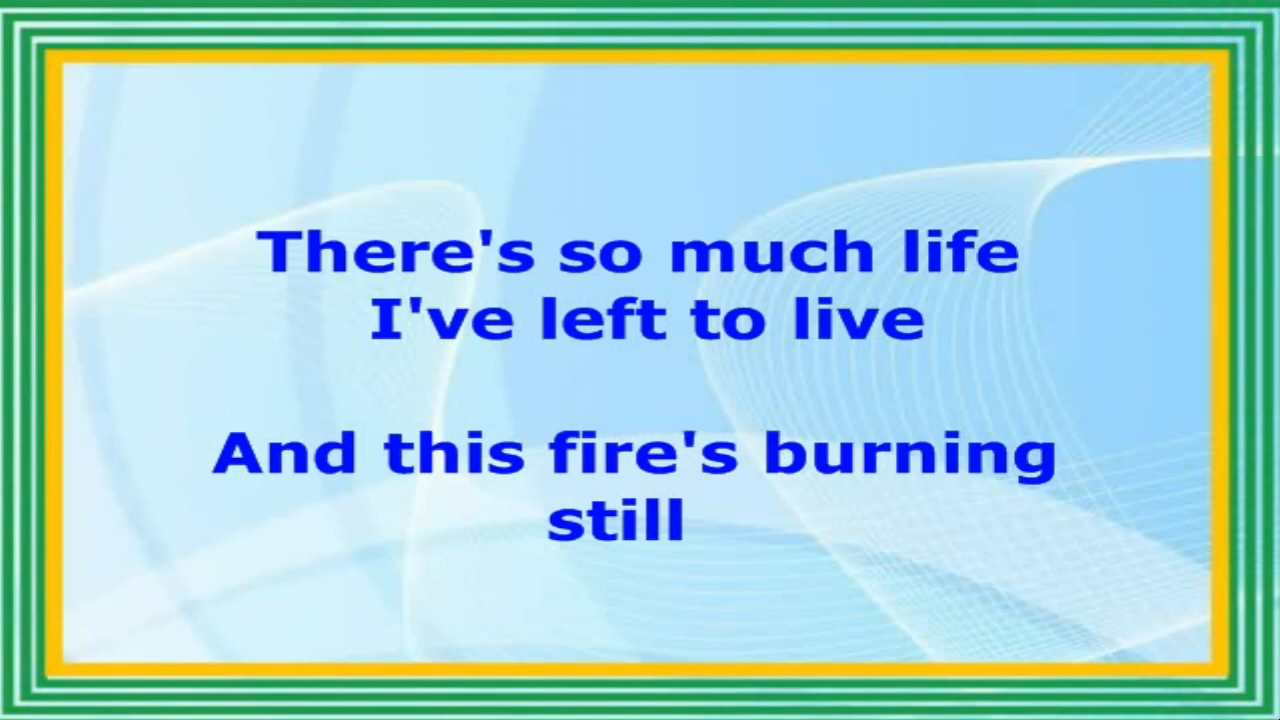 There's so much life
I've left to live
And this fire's burning
still